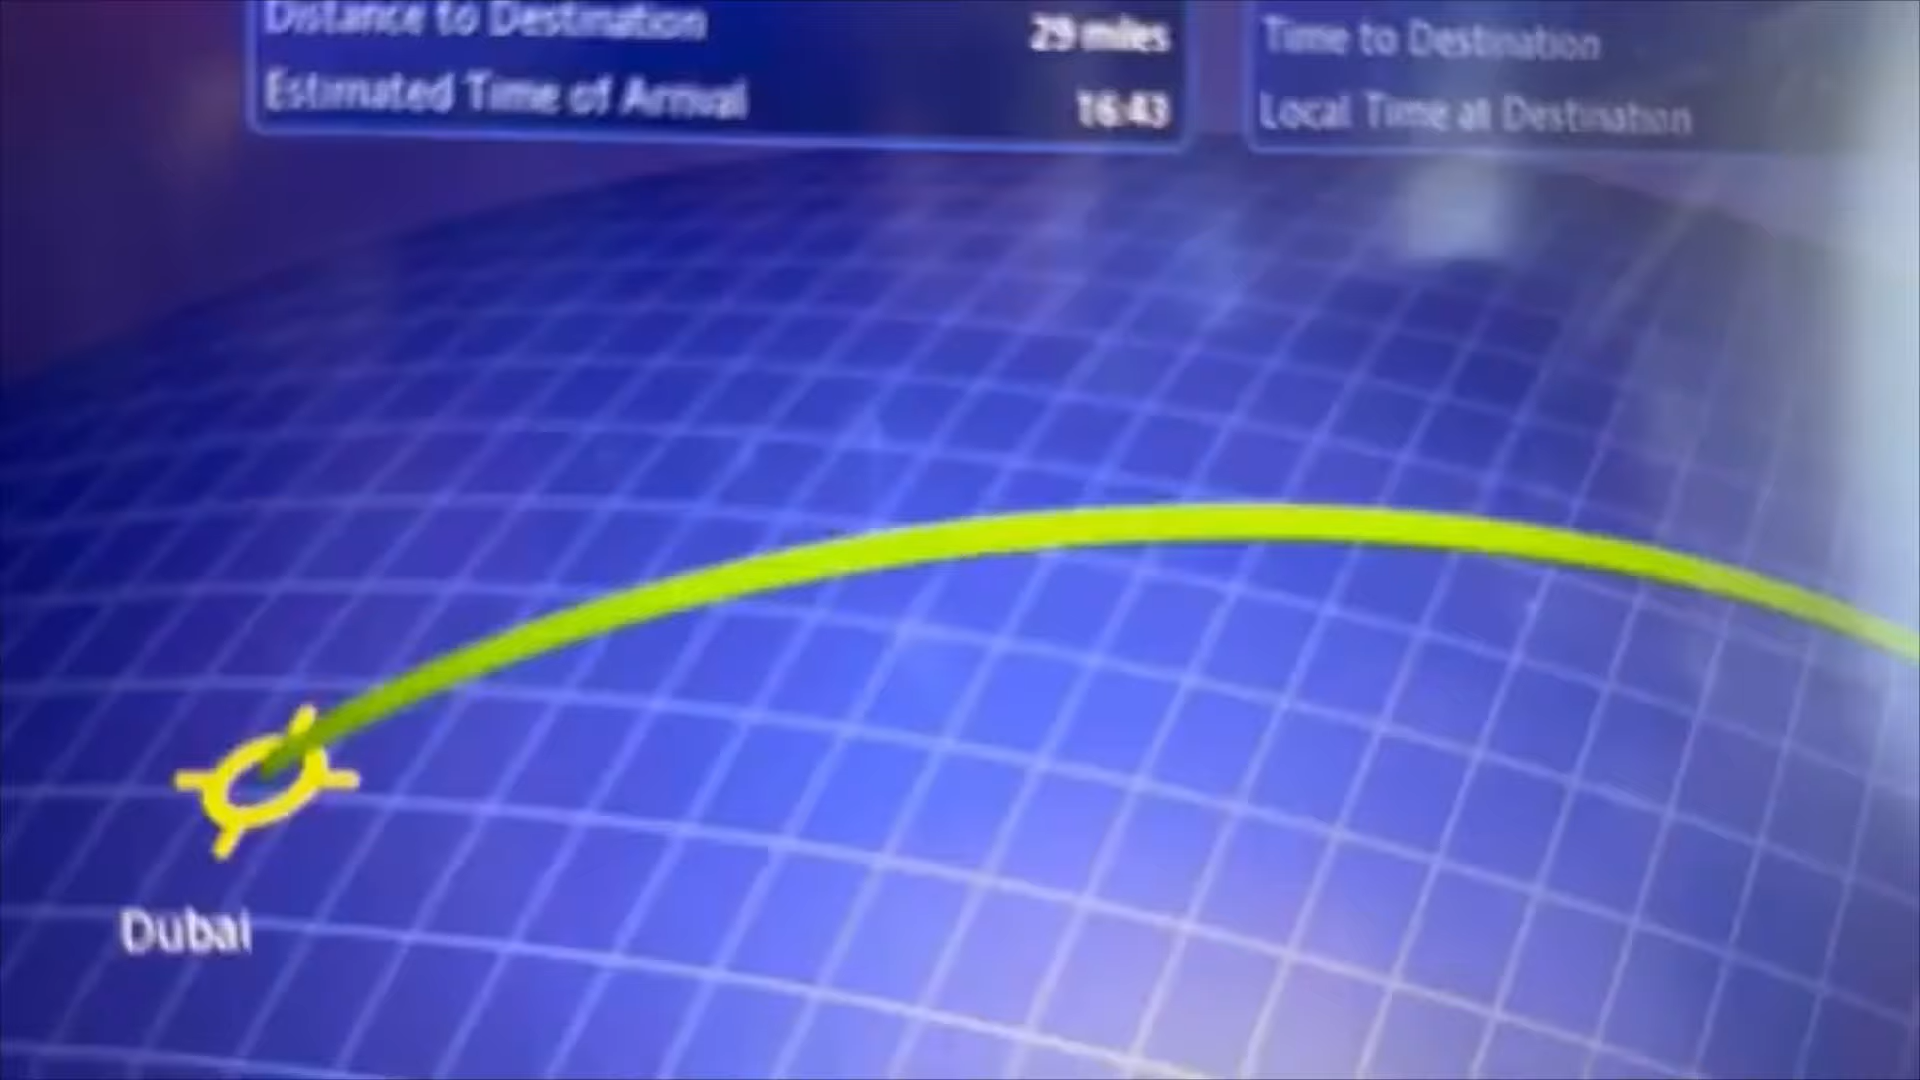 Distance to Destination 29 miles
Estimated Time of Arrival 16:43
Time to Destination
Local Time at Destination
Dubai